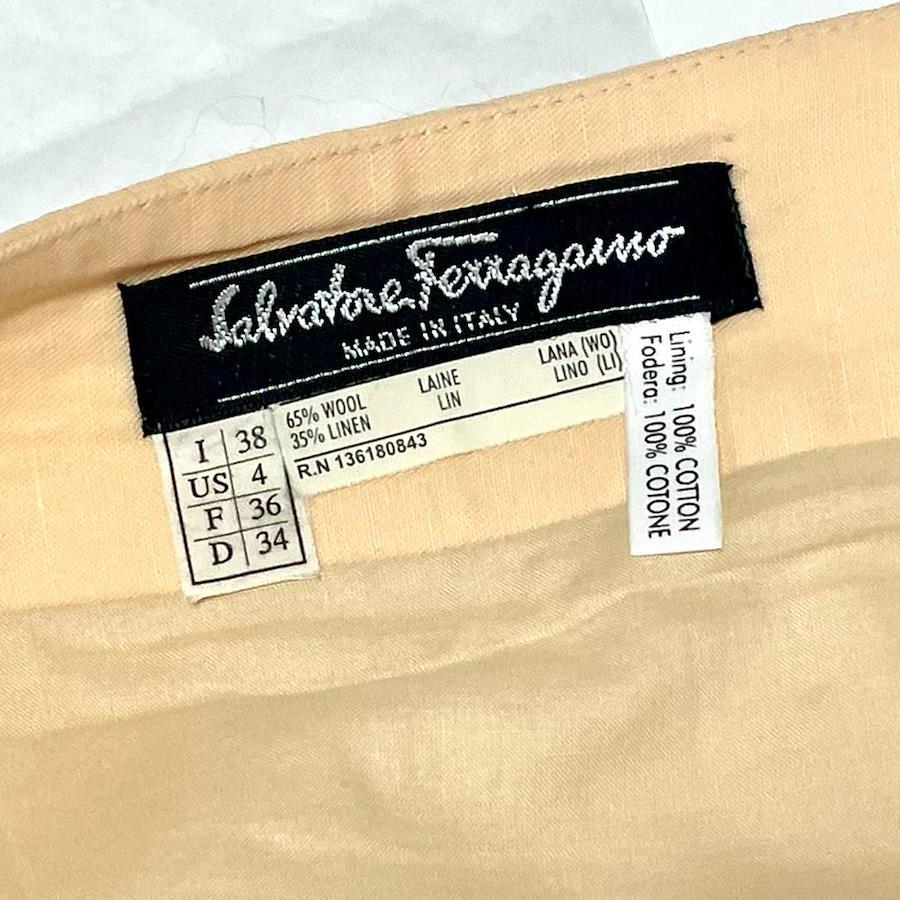 Salvatore Ferragamo
MADE IN ITALY
65% WOOL LAINE LANA (WO)
35% LINEN LIN LINO (LI)
R.N 136180843
I 38
US 4
F 36
D 34
Lining: 100% COTTON
Fodera: 100% COTONE